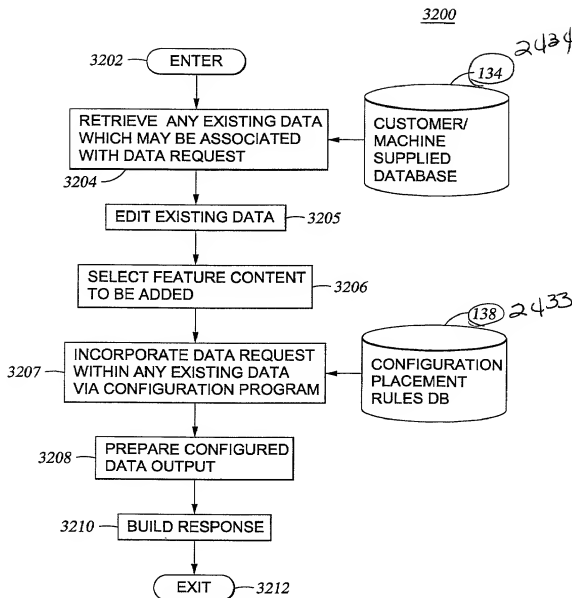 3200
3202
ENTER
2434
134
RETRIEVE ANY EXISTING DATA
WHICH MAY BE ASSOCIATED
WITH DATA REQUEST
3204
CUSTOMER/
MACHINE
SUPPLIED
DATABASE
EDIT EXISTING DATA
3205
SELECT FEATURE CONTENT
TO BE ADDED
3206
138
2433
3207
INCORPORATE DATA REQUEST
WITHIN ANY EXISTING DATA
VIA CONFIGURATION PROGRAM
CONFIGURATION
PLACEMENT
RULES DB
3208
PREPARE CONFIGURED
DATA OUTPUT
3210
BUILD RESPONSE
EXIT
3212